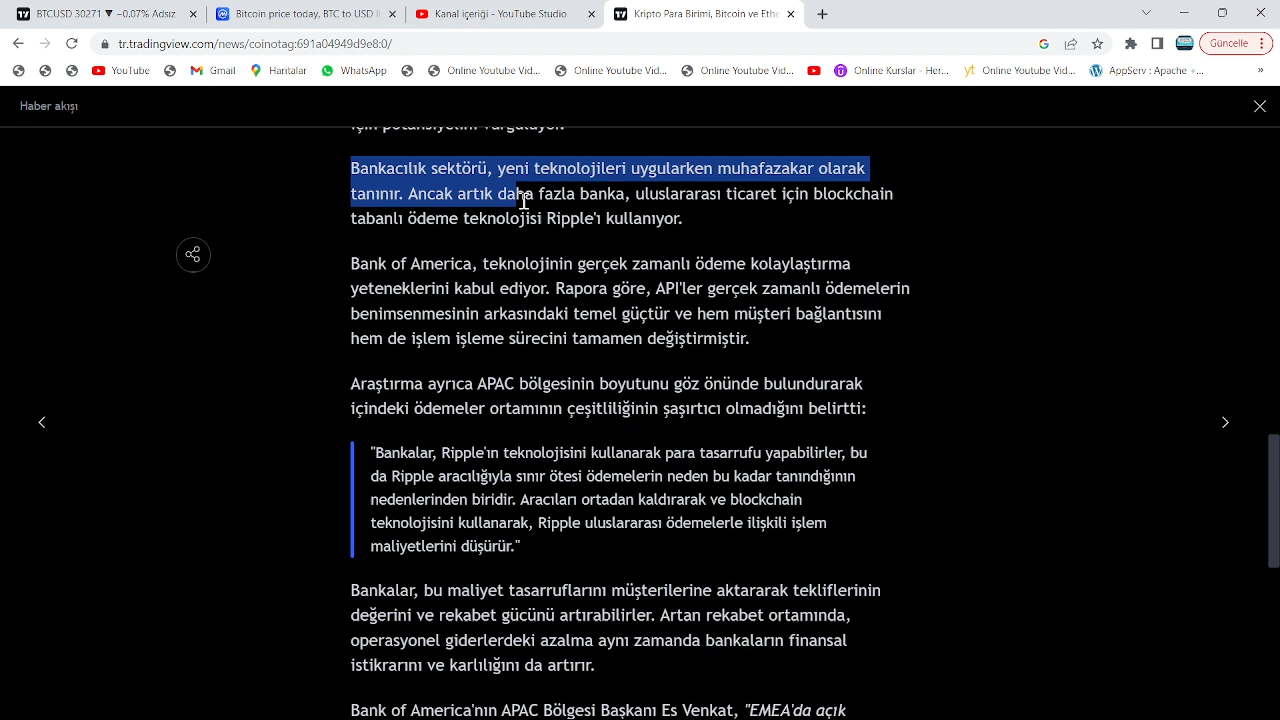 BTCUSD 30271 ▼ −0.07% Adsız
Bitcoin price today, BTC to USD li
Kanal içeriği - YouTube Studio
Kripto Para Birimi, Bitcoin ve Ethe
tr.tradingview.com/news/coinotag:691a04949d9e8:0/
Güncelle
YouTube
Gmail
Haritalar
WhatsApp
Online Youtube Vid...
Online Youtube Vid...
Online Youtube Vid...
Online Kurslar - Her...
Online Youtube Vid...
AppServ : Apache +...
»
Haber akışı
için potansiyelini vurguluyor.
Bankacılık sektörü, yeni teknolojileri uygularken muhafazakar olarak
tanınır. Ancak artık daha fazla banka, uluslararası ticaret için blockchain
tabanlı ödeme teknolojisi Ripple'ı kullanıyor.
Bank of America, teknolojinin gerçek zamanlı ödeme kolaylaştırma
yeteneklerini kabul ediyor. Rapora göre, API'ler gerçek zamanlı ödemelerin
benimsenmesinin arkasındaki temel güçtür ve hem müşteri bağlantısını
hem de işlem işleme sürecini tamamen değiştirmiştir.
Araştırma ayrıca APAC bölgesinin boyutunu göz önünde bulundurarak
içindeki ödemeler ortamının çeşitliliğinin şaşırtıcı olmadığını belirtti:
"Bankalar, Ripple'ın teknolojisini kullanarak para tasarrufu yapabilirler, bu
da Ripple aracılığıyla sınır ötesi ödemelerin neden bu kadar tanındığının
nedenlerinden biridir. Aracıları ortadan kaldırarak ve blockchain
teknolojisini kullanarak, Ripple uluslararası ödemelerle ilişkili işlem
maliyetlerini düşürür."
Bankalar, bu maliyet tasarruflarını müşterilerine aktararak tekliflerinin
değerini ve rekabet gücünü artırabilirler. Artan rekabet ortamında,
operasyonel giderlerdeki azalma aynı zamanda bankaların finansal
istikrarını ve karlılığını da artırır.
Bank of America'nın APAC Bölgesi Başkanı Es Venkat, "EMEA'da açık